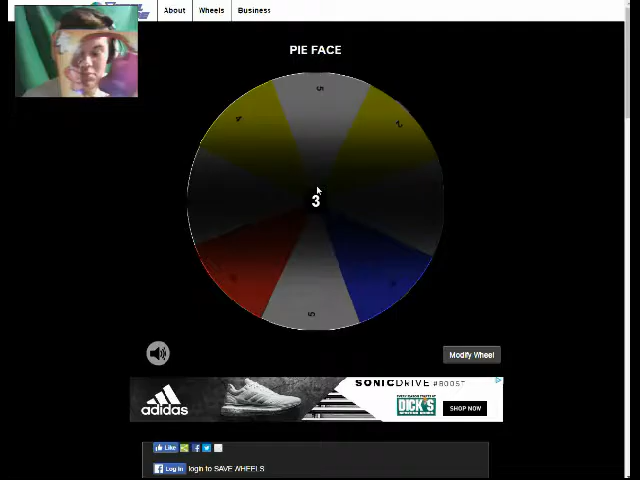 About Wheels Business
PIE FACE
5
4
2
3
5
Modify Wheel
adidas
SONICDRIVE #BOOST
DICK'S
SHOP NOW
Like
Log In login to SAVE WHEELS